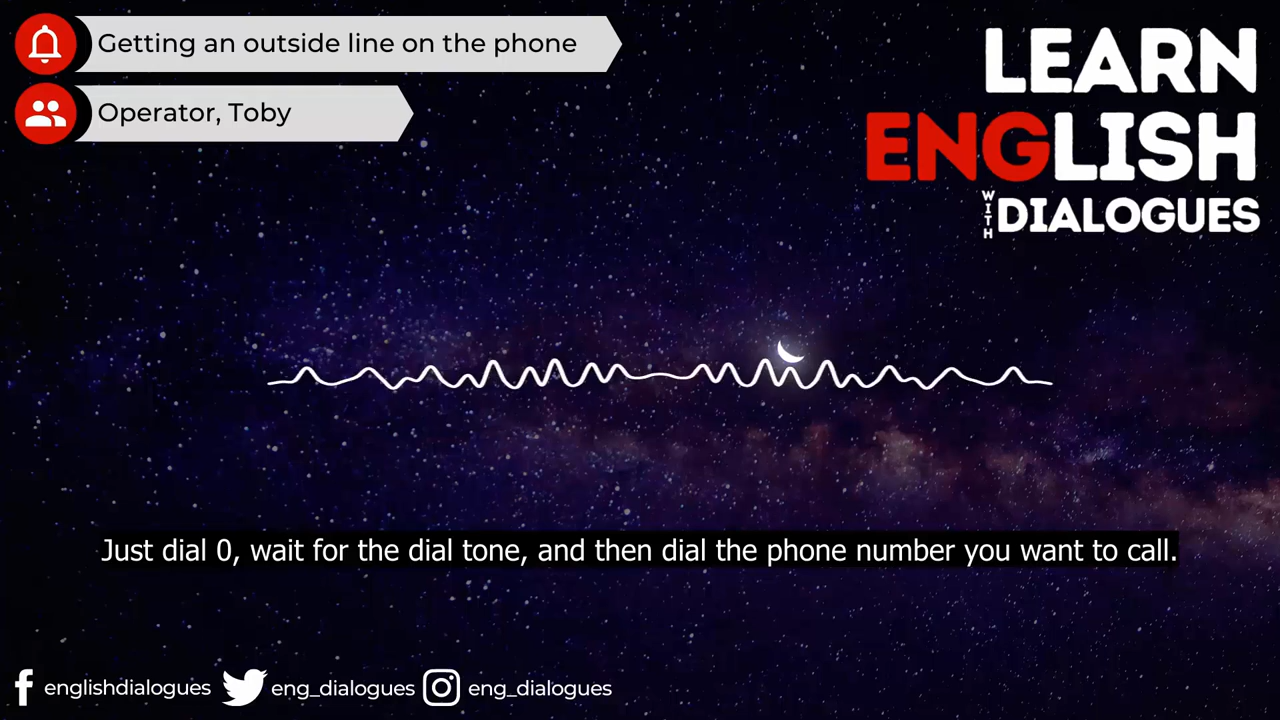 Getting an outside line on the phone
Operator, Toby
LEARN
ENGLISH
WITH DIALOGUES
Just dial 0, wait for the dial tone, and then dial the phone number you want to call.
englishdialogues eng_dialogues eng_dialogues